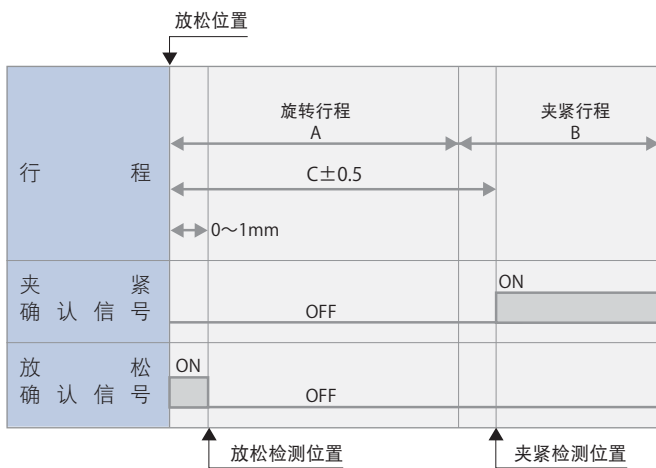 放松位置
旋转行程
A
夹紧行程
B
行程
C±0.5
0～1mm
夹紧
确认信号
ON
OFF
放松
确认信号
ON
OFF
放松检测位置
夹紧检测位置